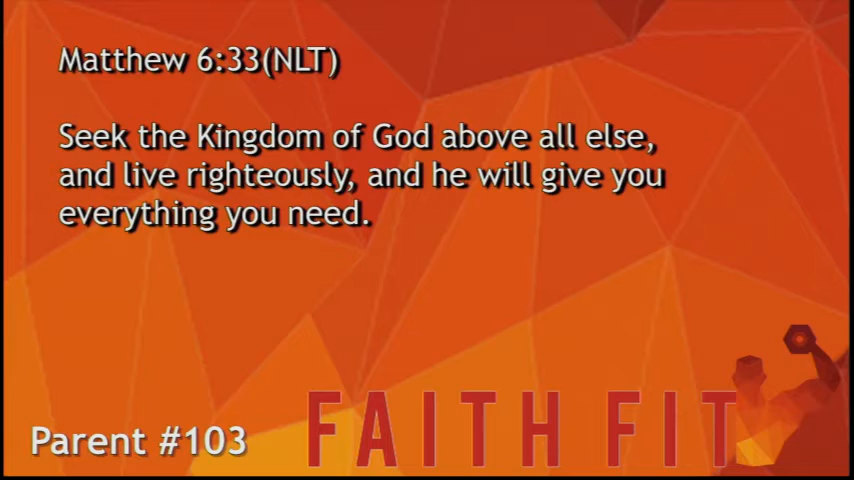 Matthew 6:33(NLT)
Seek the Kingdom of God above all else,
and live righteously, and he will give you
everything you need.
Parent #103
FAITH FIT